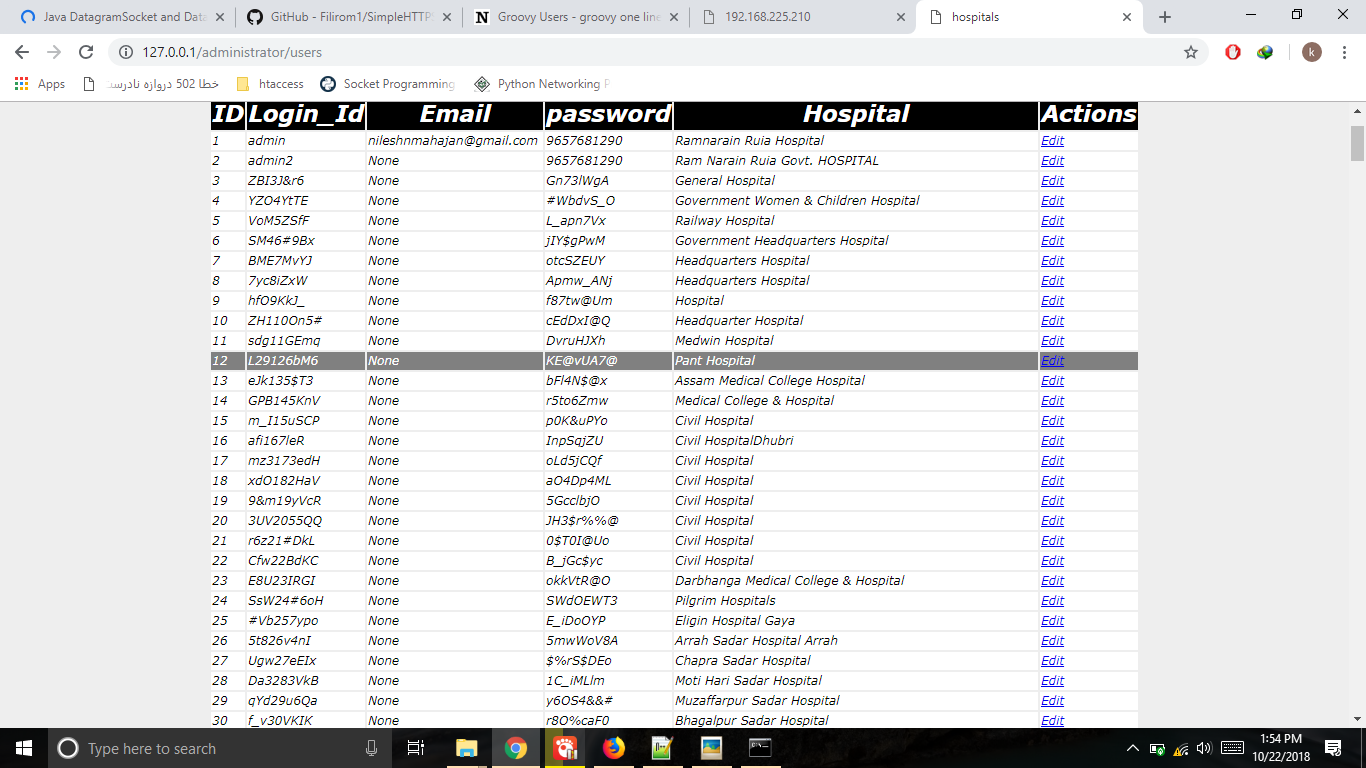 Java DatagramSocket and Data
GitHub - Filirom1/SimpleHTTPS
Groovy Users - groovy one line
192.168.225.210
hospitals
127.0.0.1/administrator/users
k
Apps
خطا 502 دروازه نادرست
htaccess
Socket Programming
Python Networking P
ID Login_Id Email password Hospital Actions
1 admin nileshnmahajan@gmail.com 9657681290 Ramnarain Ruia Hospital Edit
2 admin2 None 9657681290 Ram Narain Ruia Govt. HOSPITAL Edit
3 ZBI3J&r6 None Gn73lWgA General Hospital Edit
4 YZO4YtTE None #WbdvS_O Government Women & Children Hospital Edit
5 VoM5ZSfF None L_apn7Vx Railway Hospital Edit
6 SM46#9Bx None jIY$gPwM Government Headquarters Hospital Edit
7 BME7MvYJ None otcSZEUY Headquarters Hospital Edit
8 7yc8iZxW None Apmw_ANj Headquarters Hospital Edit
9 hfO9KkJ_ None f87tw@Um Hospital Edit
10 ZH110On5# None cEdDxI@Q Headquarter Hospital Edit
11 sdg11GEmq None DvruHJXh Medwin Hospital Edit
12 L29126bM6 None KE@vUA7@ Pant Hospital Edit
13 eJk135$T3 None bFl4N$@x Assam Medical College Hospital Edit
14 GPB145KnV None r5to6Zmw Medical College & Hospital Edit
15 m_I15uSCP None p0K&uPYo Civil Hospital Edit
16 afi167leR None InpSqjZU Civil HospitalDhubri Edit
17 mz3173edH None oLd5jCQf Civil Hospital Edit
18 xdO182HaV None aO4Dp4ML Civil Hospital Edit
19 9&m19yVcR None 5GcclbjO Civil Hospital Edit
20 3UV2055QQ None JH3$r%%@ Civil Hospital Edit
21 r6z21#DkL None 0$T0I@Uo Civil Hospital Edit
22 Cfw22BdKC None B_jGc$yc Civil Hospital Edit
23 E8U23IRGI None okkVtR@O Darbhanga Medical College & Hospital Edit
24 SsW24#6oH None SWdOEWT3 Pilgrim Hospitals Edit
25 #Vb257ypo None E_iDoOYP Eligin Hospital Gaya Edit
26 5t826v4nI None 5mwWoV8A Arrah Sadar Hospital Arrah Edit
27 Ugw27eEIx None $%rS$DEo Chapra Sadar Hospital Edit
28 Da3283VkB None 1C_iMLlm Moti Hari Sadar Hospital Edit
29 qYd29u6Qa None y6OS4&&# Muzaffarpur Sadar Hospital Edit
30 f_v30VKIK None r8O%caF0 Bhagalpur Sadar Hospital Edit
Type here to search
1:54 PM
10/22/2018